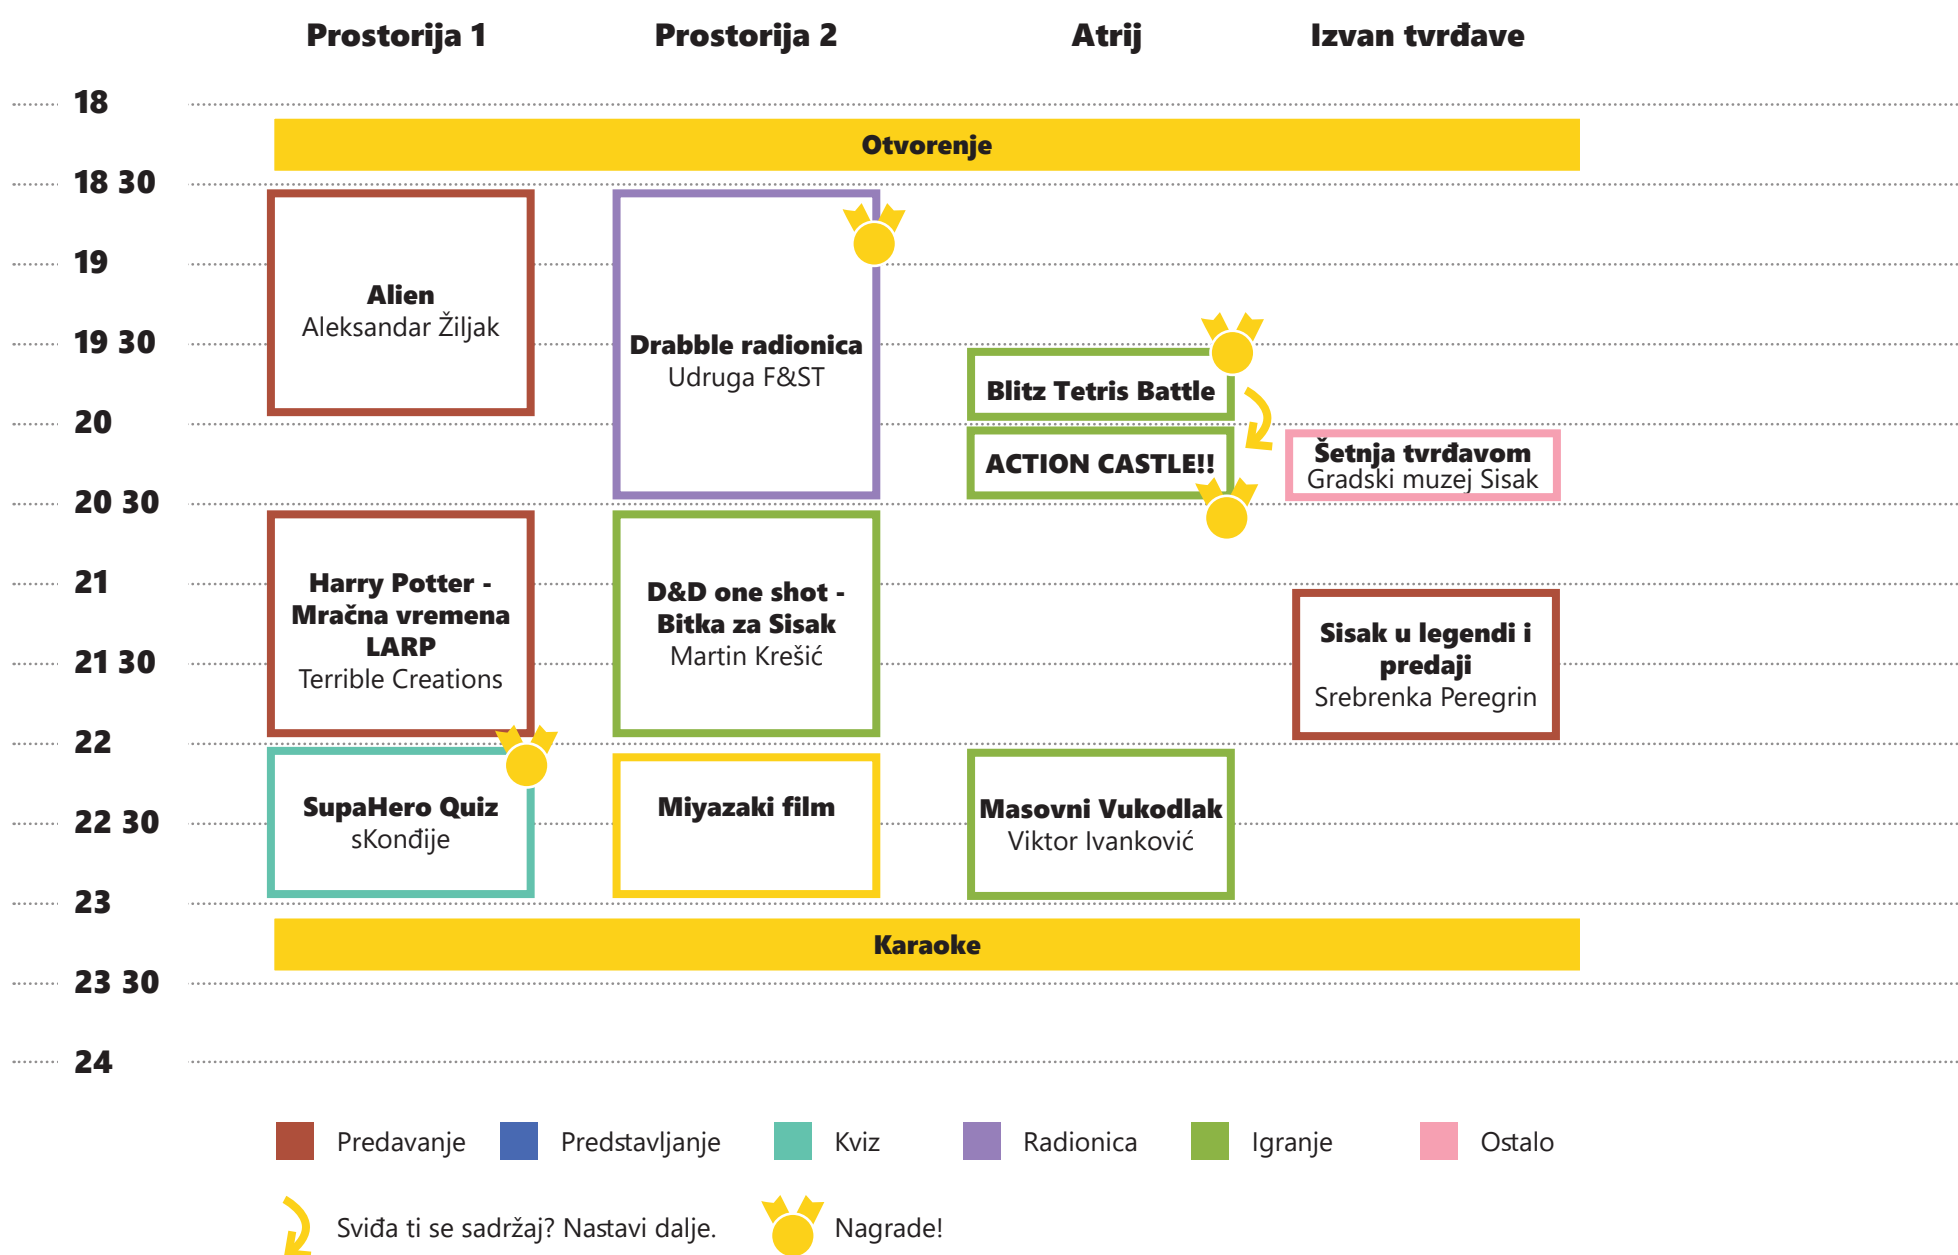 Prostorija 1
Prostorija 2
Atrij
Izvan tvrđave
18
Otvorenje
18 30
19
Alien
Aleksandar Žiljak
19 30
Drabble radionica
Udruga F&ST
Blitz Tetris Battle
20
ACTION CASTLE!!
Šetnja tvrđavom
Gradski muzej Sisak
20 30
21
Harry Potter -
Mračna vremena
LARP
Terrible Creations
D&D one shot -
Bitka za Sisak
Martin Krešić
21 30
Sisak u legendi i
predaji
Srebrenka Peregrin
22
SupaHero Quiz
sKonđije
Miyazaki film
Masovni Vukodlak
Viktor Ivanković
22 30
23
Karaoke
23 30
24
Predavanje
Predstavljanje
Kviz
Radionica
Igranje
Ostalo
Sviđa ti se sadržaj? Nastavi dalje.
Nagrade!